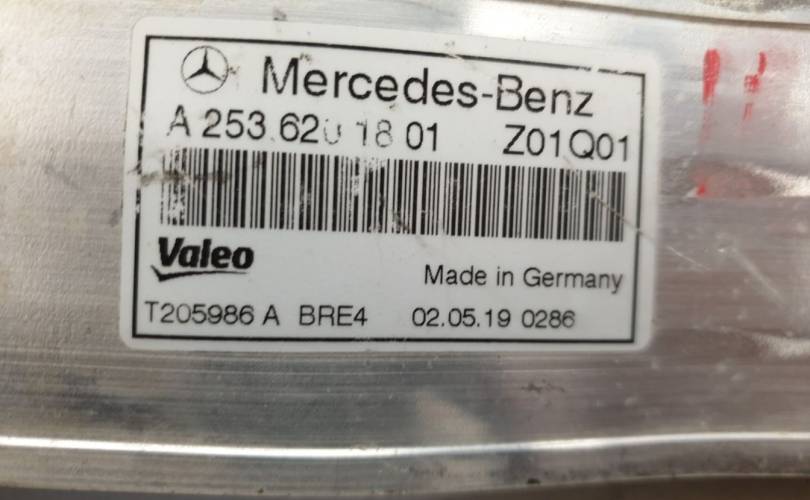 Mercedes-Benz
A 253 620 18 01 Z01Q01
Valeo
Made in Germany
T205986 A BRE4 02.05.19 0286